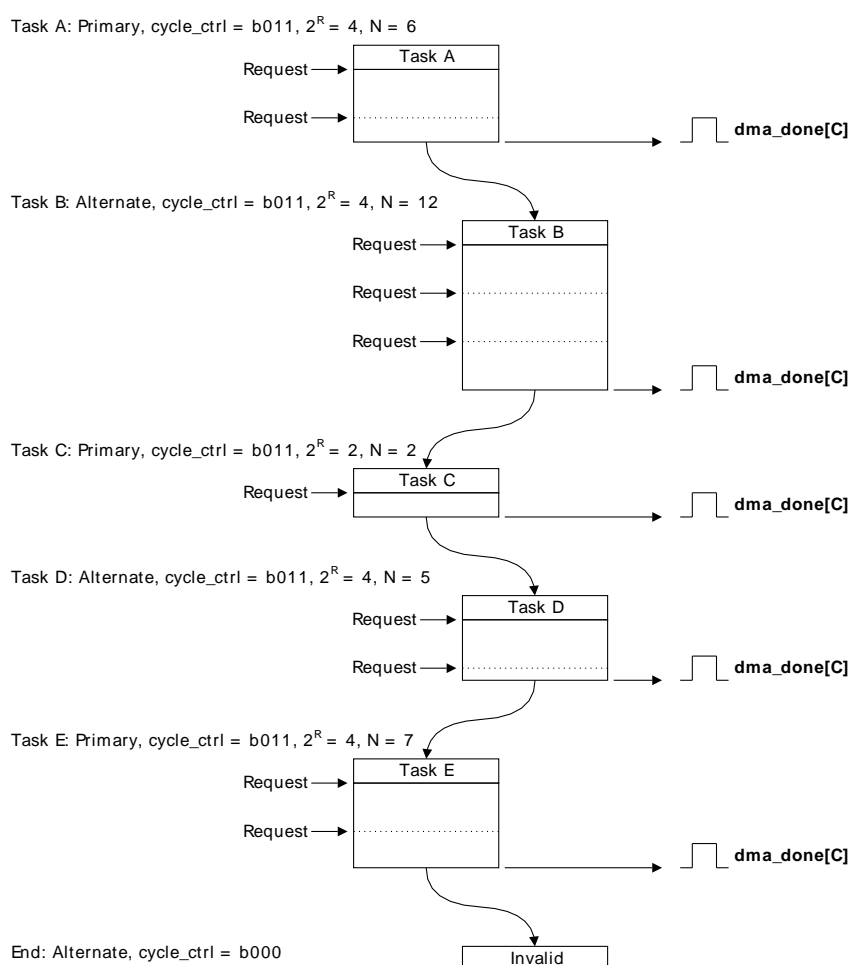 Task A: Primary, cycle_ctrl = b011, 2^R = 4, N = 6
Task A
Request
Request
dma_done[C]
Task B: Alternate, cycle_ctrl = b011, 2^R = 4, N = 12
Task B
Request
Request
Request
dma_done[C]
Task C: Primary, cycle_ctrl = b011, 2^R = 2, N = 2
Task C
Request
dma_done[C]
Task D: Alternate, cycle_ctrl = b011, 2^R = 4, N = 5
Task D
Request
Request
dma_done[C]
Task E: Primary, cycle_ctrl = b011, 2^R = 4, N = 7
Task E
Request
Request
dma_done[C]
End: Alternate, cycle_ctrl = b000
Invalid